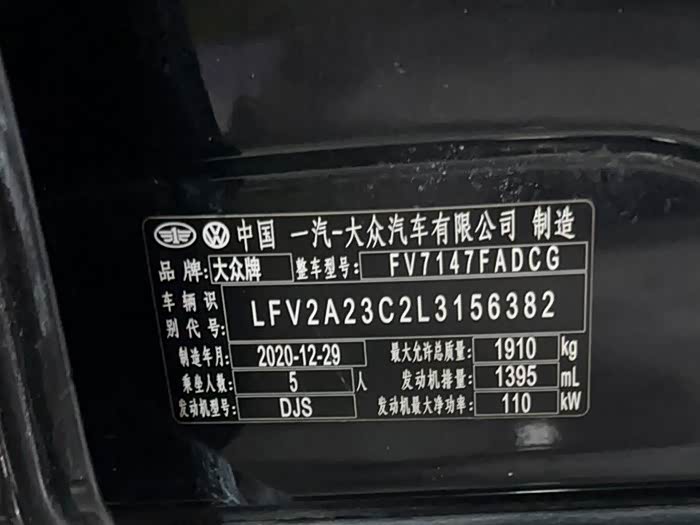 中国 一汽-大众汽车有限公司 制造
品牌: 大众牌 整车型号: FV7147FADCG
车辆识别代号: LFV2A23C2L3156382
制造年月: 2020-12-29 最大允许总质量: 1910 kg
乘坐人数: 5 人 发动机排量: 1395 mL
发动机型号: DJS 发动机最大净功率: 110 kW